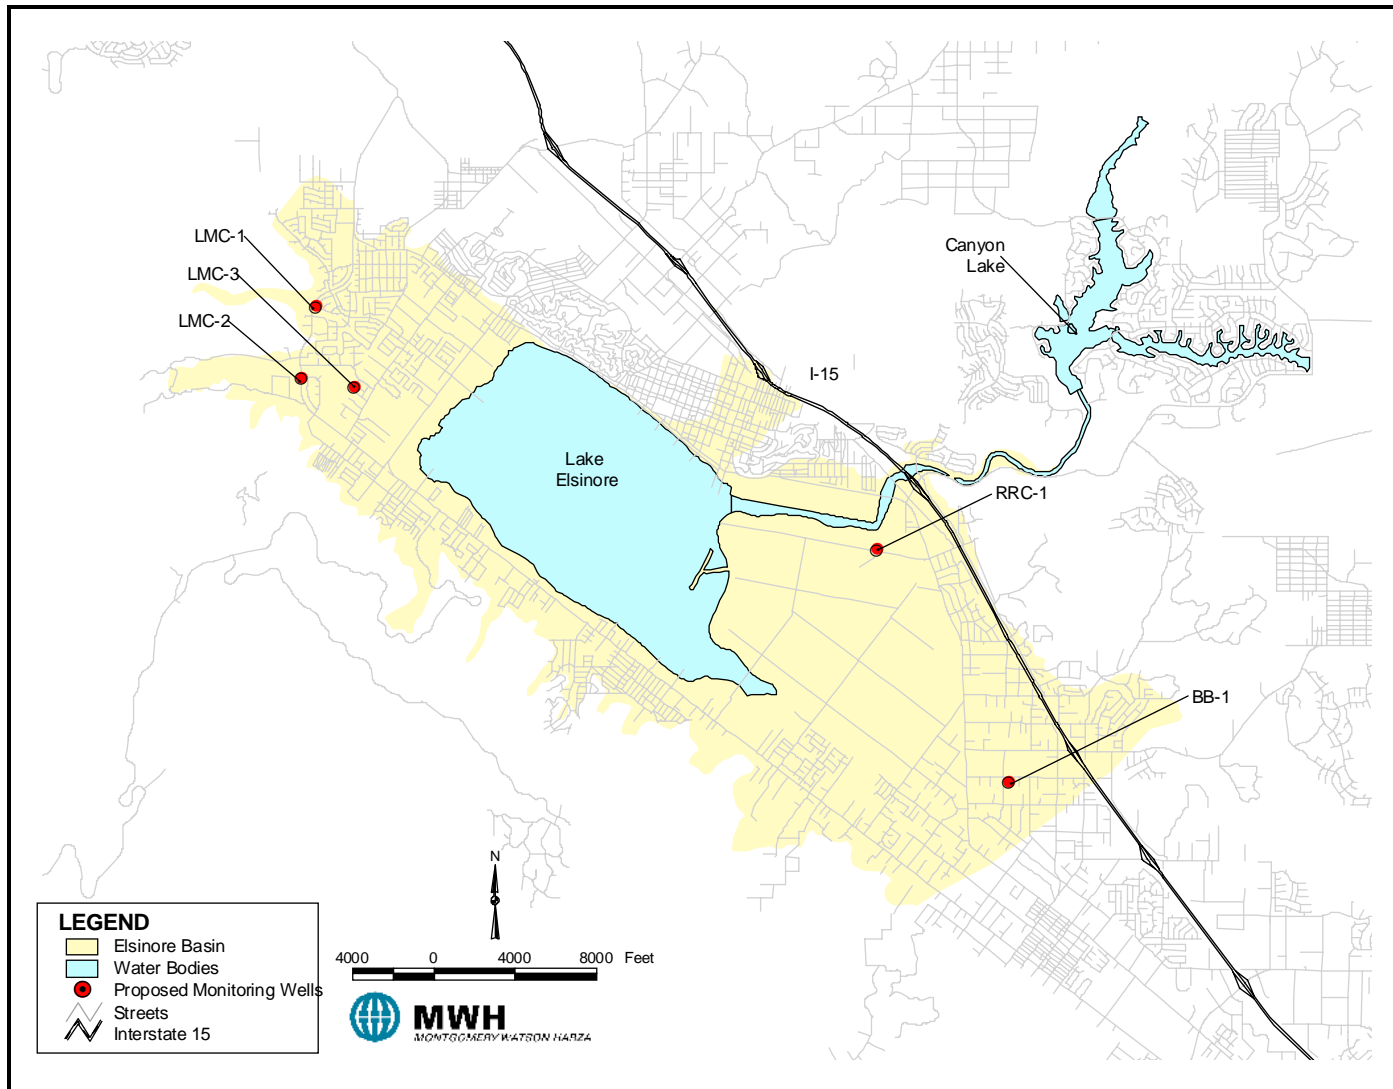 LMC-1
LMC-3
LMC-2
Canyon
Lake
I-15
Lake
Elsinore
RRC-1
BB-1
N
LEGEND
Elsinore Basin
Water Bodies
Proposed Monitoring Wells
Streets
Interstate 15
4000 0 4000 8000 Feet
MWH
MONTGOMERY WATSON HARZA